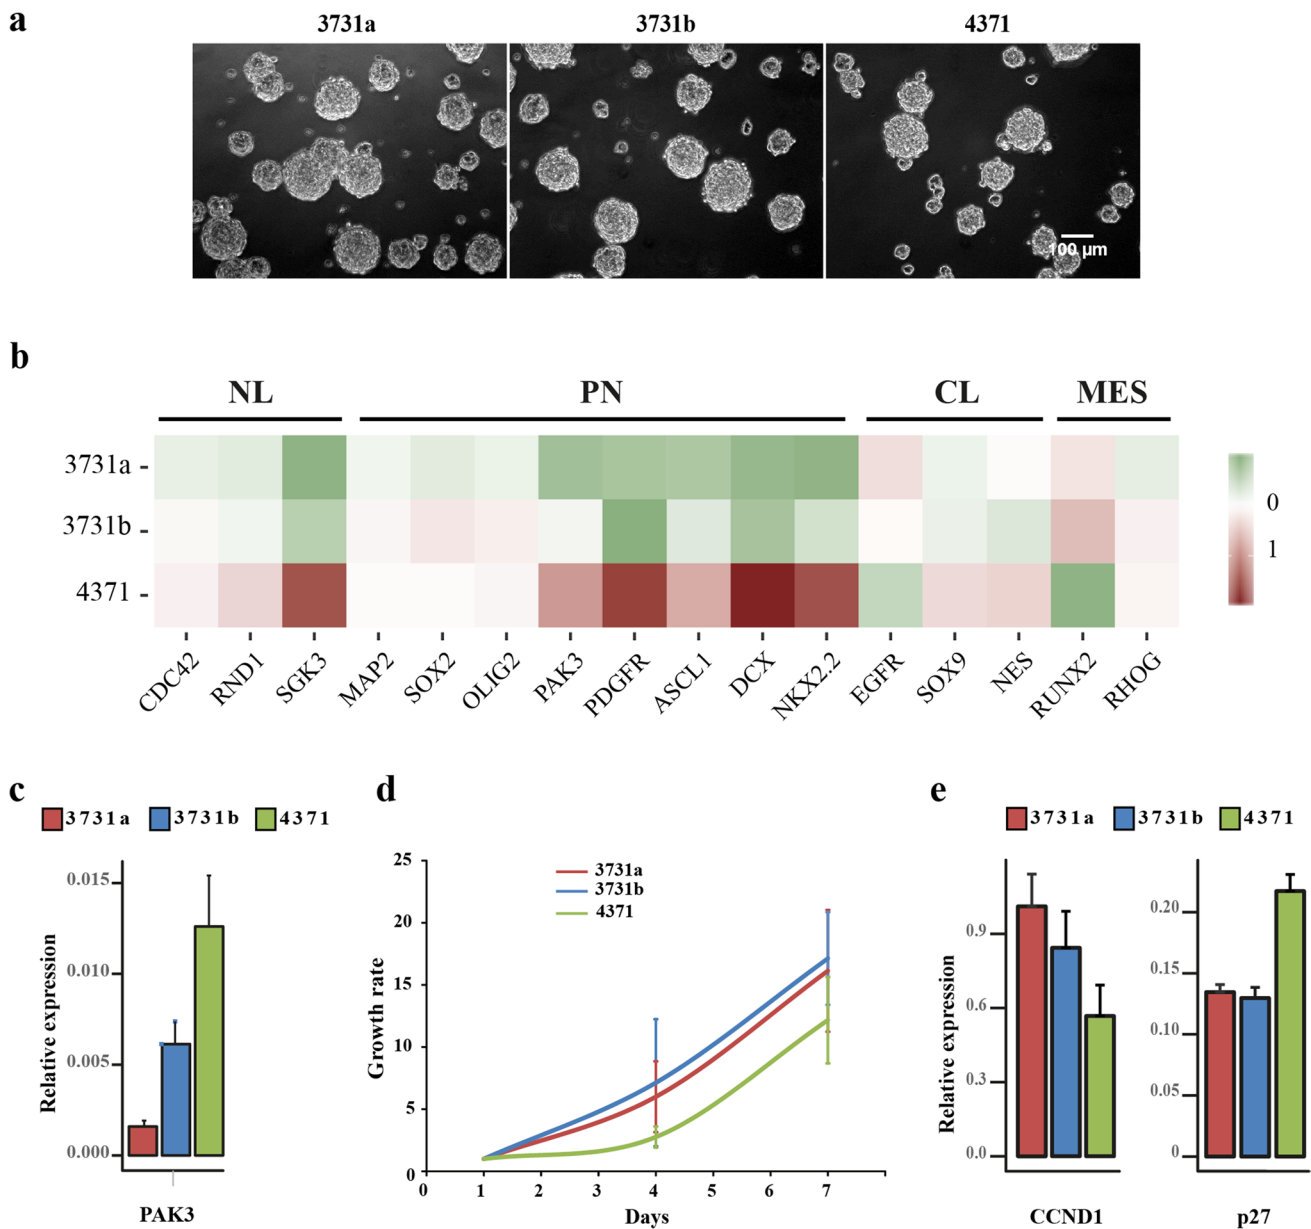 a
3731a 3731b 4371
100 µm
b
NL PN CL MES
3731a
3731b
4371
0
1
CDC42 RND1 SGK3 MAP2 SOX2 OLIG2 PAK3 PDGFR ASCL1 DCX NKX2.2 EGFR SOX9 NES RUNX2 RHOG
c
3731a 3731b 4371
Relative expression
0.015
0.010
0.005
0.000
PAK3
d
3731a
3731b
4371
Growth rate
25
20
15
10
5
0
0 1 2 3 4 5 6 7
Days
e
3731a 3731b 4371
Relative expression
0.9
0.6
0.3
0.0
CCND1
0.20
0.15
0.10
0.05
0
p27